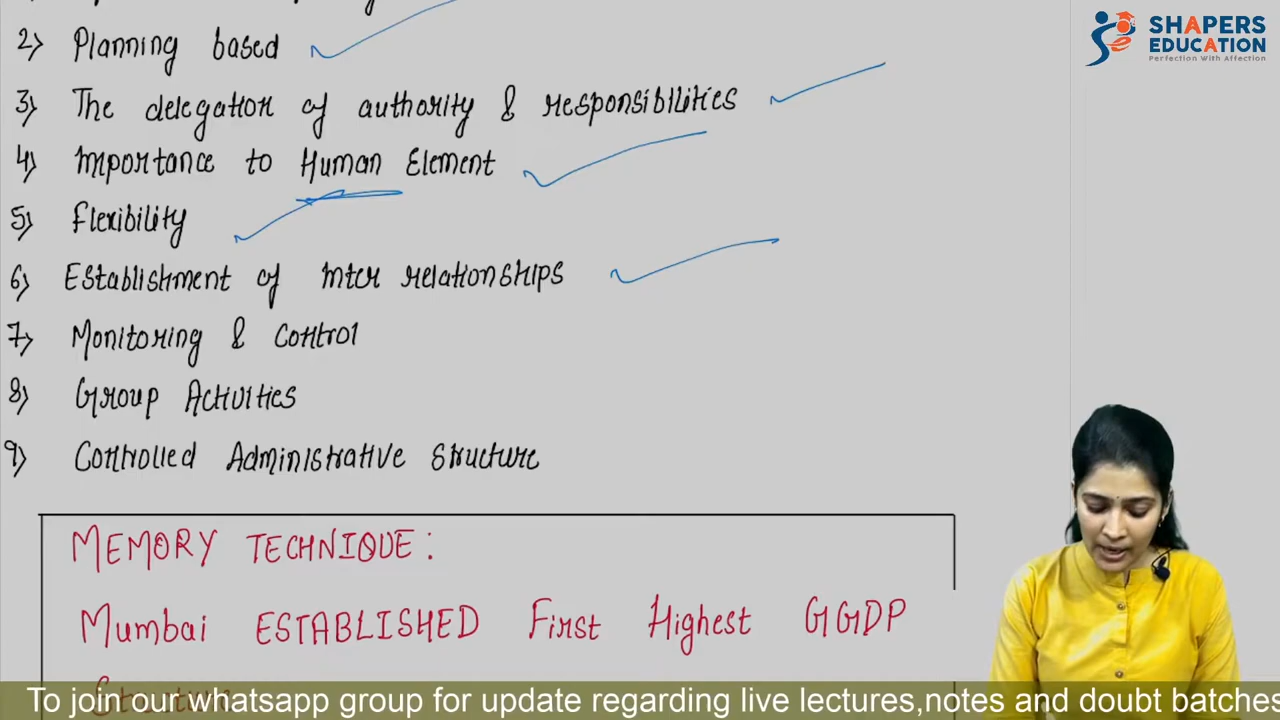 2) Planning based
3) The delegation of authority & responsibilities
4) Importance to Human Element
5) Flexibility
6) Establishment of Inter relationships
7) Monitoring & Control
8) Group Activities
9) Controlled Administrative Structure
MEMORY TECHNIQUE:
Mumbai ESTABLISHED First Highest GGDP
SHAPERS
EDUCATION
Perfection With Affection
To join our whatsapp group for update regarding live lectures,notes and doubt batches